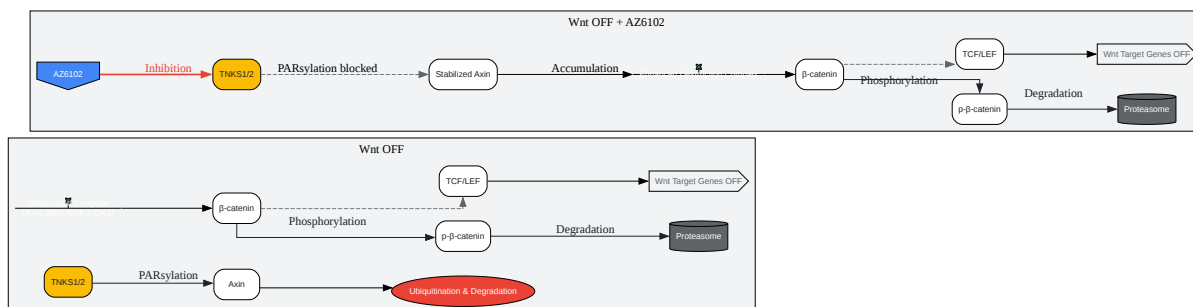 Wnt OFF + AZ6102
AZ6102
Inhibition
TNKS1/2
PARsylation blocked
Stabilized Axin
Accumulation
β-catenin
Phosphorylation
TCF/LEF
Wnt Target Genes OFF
p-β-catenin
Degradation
Proteasome
Wnt OFF
β-catenin
Phosphorylation
TCF/LEF
Wnt Target Genes OFF
p-β-catenin
Degradation
Proteasome
TNKS1/2
PARsylation
Axin
Ubiquitination & Degradation